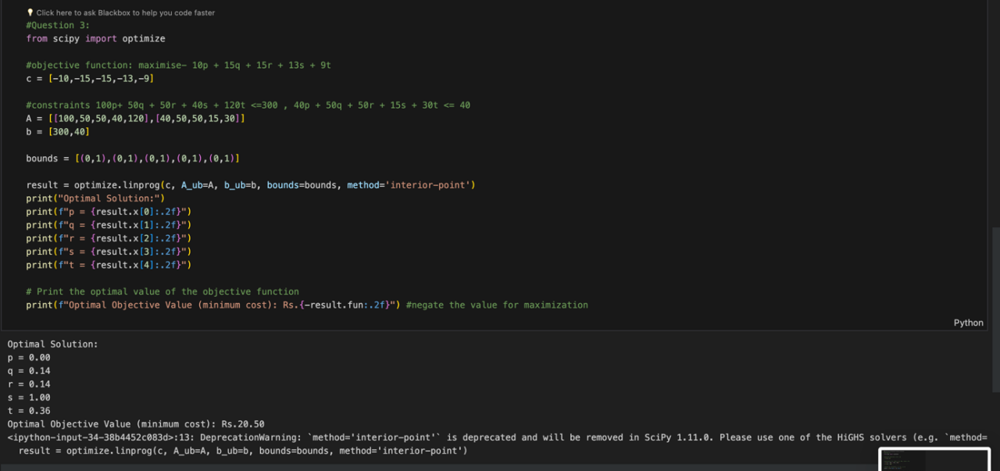 Click here to ask Blackbox to help you code faster
#Question 3:
from scipy import optimize
#objective function: maximise- 10p + 15q + 15r + 13s + 9t
c = [-10,-15,-15,-13,-9]
#constraints 100p+ 50q + 50r + 40s + 120t <=300 , 40p + 50q + 50r + 15s + 30t <= 40
A = [[100,50,50,40,120],[40,50,50,15,30]]
b = [300,40]
bounds = [(0,1),(0,1),(0,1),(0,1),(0,1)]
result = optimize.linprog(c, A_ub=A, b_ub=b, bounds=bounds, method='interior-point')
print("Optimal Solution:")
print(f"p = {result.x[0]:.2f}")
print(f"q = {result.x[1]:.2f}")
print(f"r = {result.x[2]:.2f}")
print(f"s = {result.x[3]:.2f}")
print(f"t = {result.x[4]:.2f}")
# Print the optimal value of the objective function
print(f"Optimal Objective Value (minimum cost): Rs.{-result.fun:.2f}") #negate the value for maximization
Python
Optimal Solution:
p = 0.00
q = 0.14
r = 0.14
s = 1.00
t = 0.36
Optimal Objective Value (minimum cost): Rs.20.50
<ipython-input-34-38b4452c083d>:13: DeprecationWarning: `method='interior-point'` is deprecated and will be removed in SciPy 1.11.0. Please use one of the HiGHS solvers (e.g. `method=
result = optimize.linprog(c, A_ub=A, b_ub=b, bounds=bounds, method='interior-point')